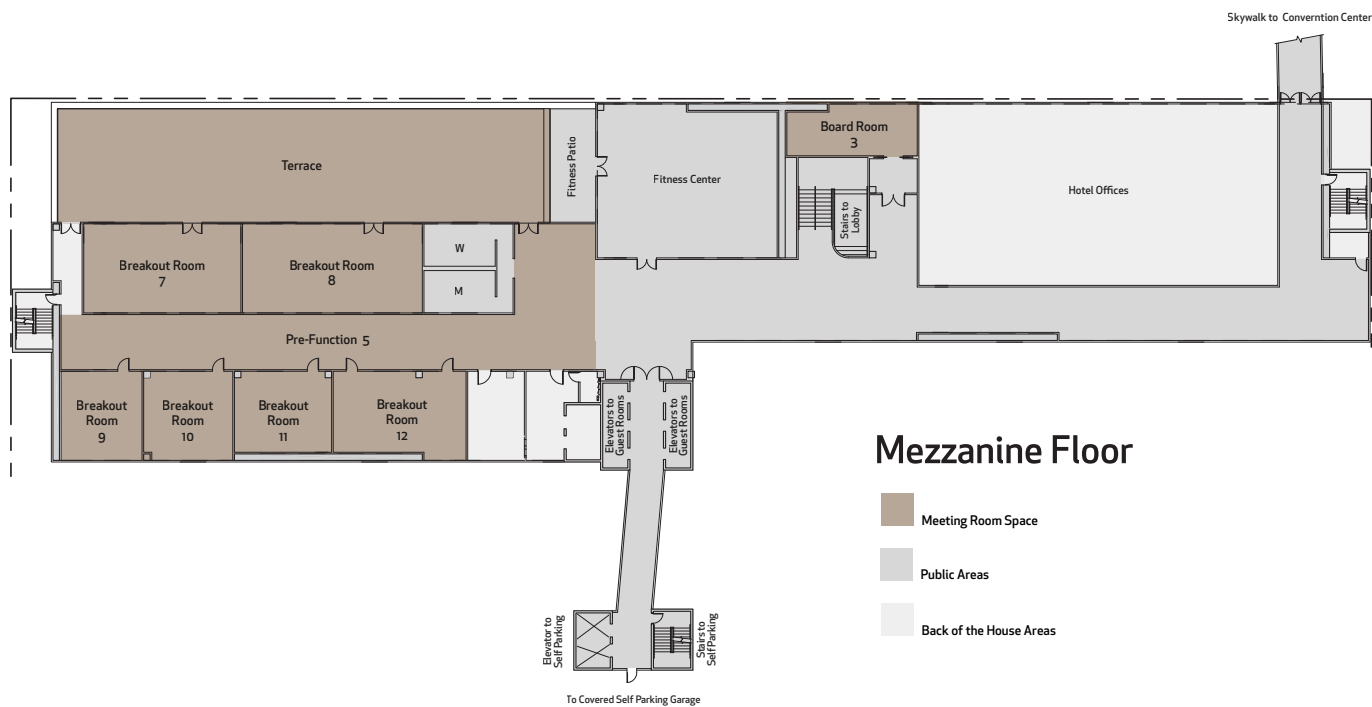 Skywalk to Converntion Center
Board Room
3
Terrace
Fitness Patio
Fitness Center
Hotel Offices
Stairs to
Lobby
W
Breakout Room
7
Breakout Room
8
M
Pre-Function 5
Breakout
Room
9
Breakout
Room
10
Breakout
Room
11
Breakout
Room
12
Elevators to
Guest Rooms
Elevators to
Guest Rooms
Mezzanine Floor
Meeting Room Space
Public Areas
Back of the House Areas
Elevator to
Self Parking
Stairs to
Self Parking
To Covered Self Parking Garage